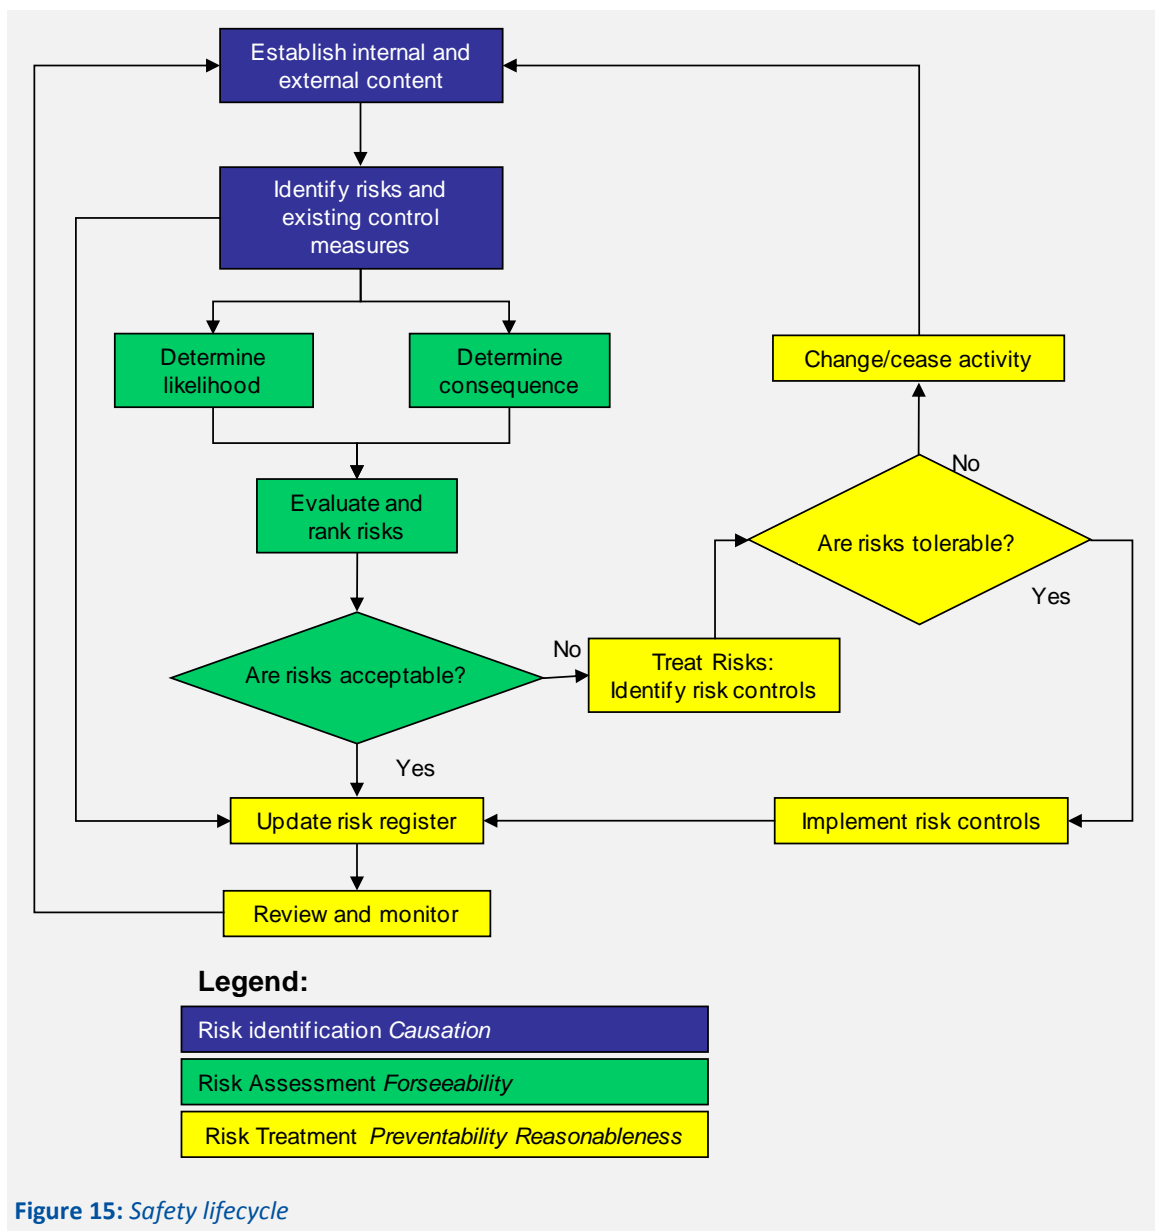 Establish internal and
external content
Identify risks and
existing control
measures
Determine
likelihood
Determine
consequence
Change/cease activity
Evaluate and
rank risks
No
Are risks tolerable?
Yes
Are risks acceptable?
No
Treat Risks:
Identify risk controls
Yes
Update risk register
Implement risk controls
Review and monitor
Legend:
Risk identification Causation
Risk Assessment Forseeability
Risk Treatment Preventability Reasonableness
Figure 15: Safety lifecycle